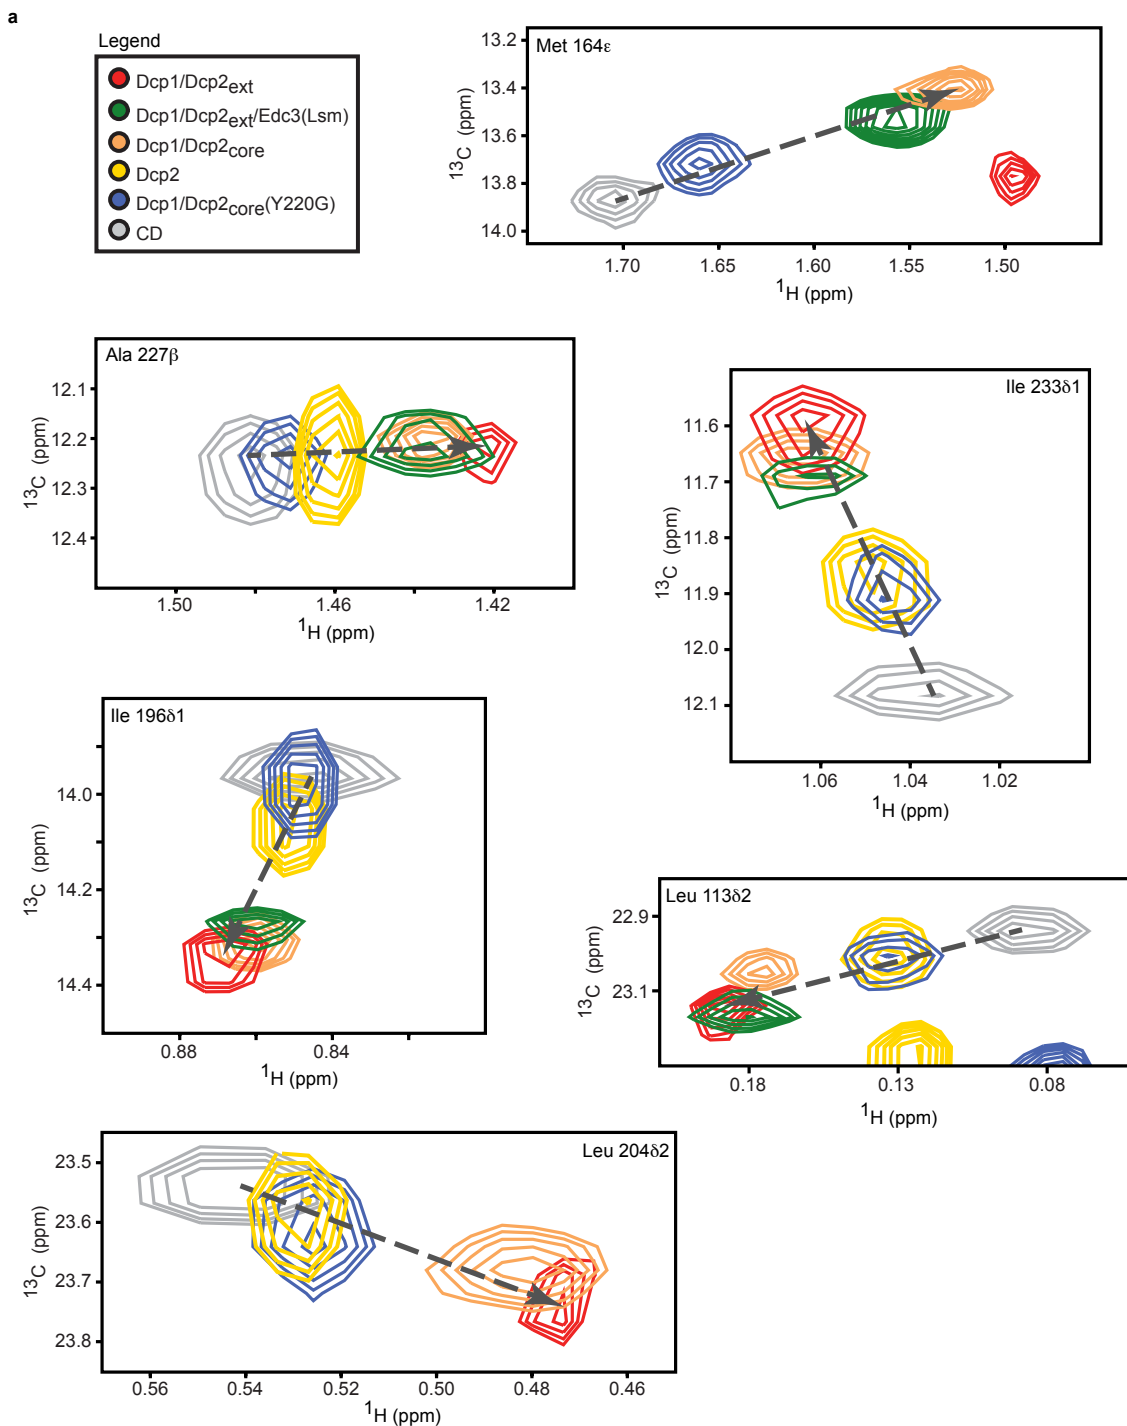 a
Legend
Dcp1/Dcp2ext
Dcp1/Dcp2ext/Edc3(Lsm)
Dcp1/Dcp2core
Dcp2
Dcp1/Dcp2core(Y220G)
CD
Met 164ε
13.2
13.4
13.6
13.8
14.0
13C (ppm)
1.70
1.65
1.60
1.55
1.50
1H (ppm)
Ala 227β
12.1
12.2
12.3
12.4
13C (ppm)
1.50
1.46
1.42
1H (ppm)
Ile 233δ1
11.6
11.7
11.8
11.9
12.0
12.1
13C (ppm)
1.06
1.04
1.02
1H (ppm)
Ile 196δ1
14.0
14.2
14.4
13C (ppm)
0.88
0.84
1H (ppm)
Leu 113δ2
22.9
23.1
13C (ppm)
0.18
0.13
0.08
1H (ppm)
Leu 204δ2
23.5
23.6
23.7
23.8
13C (ppm)
0.56
0.54
0.52
0.50
0.48
0.46
1H (ppm)